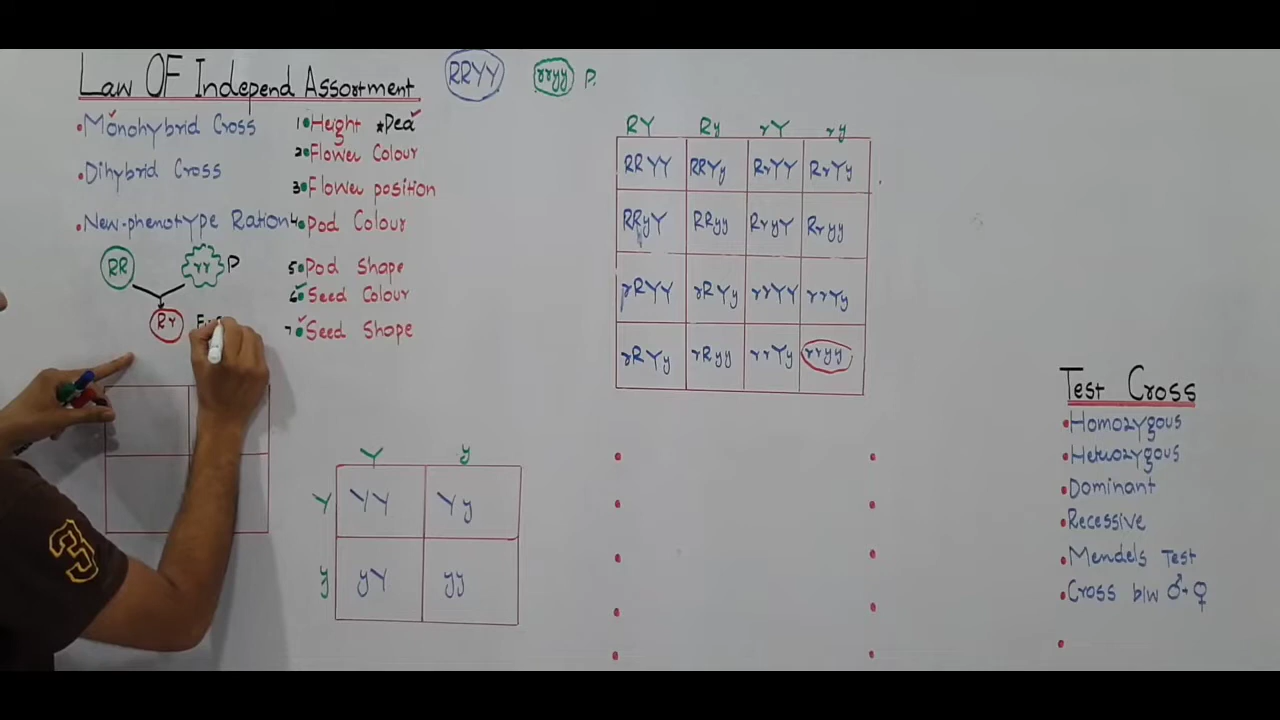 Law OF Independ Assortment
RRYY
rryy P.
•Monohybrid Cross
•Dihybrid Cross
•New-phenotype Ration
1•Height *Pea
2•Flower Colour
3•Flower position
4•Pod Colour
5•Pod Shape
6•Seed Colour
7•Seed Shape
RR
rr P
Rr
RY Ry rY ry
RRYY RRYy RrYY RrYy
RRyY RRyy RryY Rryy
rRYY rRYy rrYY rrYy
rRYy rRyy rrYy rryy
Y y
Y YY Yy
y yY yy
Test Cross
•Homozygous
•Heterozygous
•Dominant
•Recessive
•Mendels Test
•Cross b/w ♂+♀